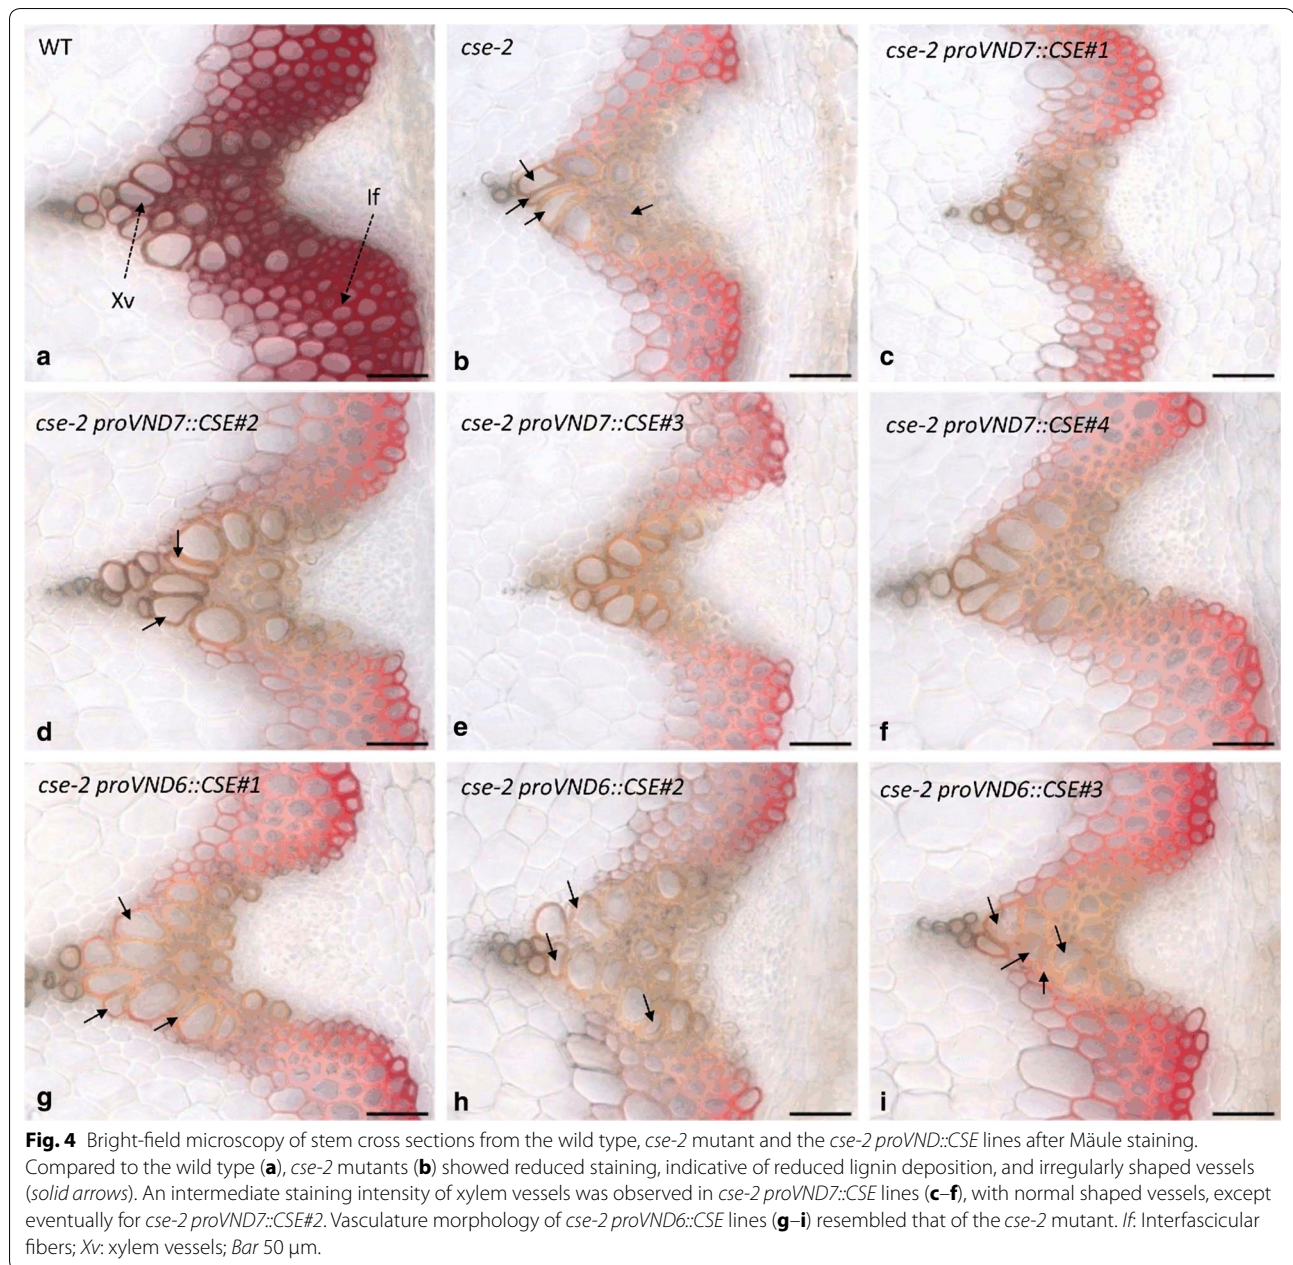 WT
cse-2
cse-2 proVND7::CSE#1
If
Xv
a
b
c
cse-2 proVND7::CSE#2
cse-2 proVND7::CSE#3
cse-2 proVND7::CSE#4
d
e
f
cse-2 proVND6::CSE#1
cse-2 proVND6::CSE#2
cse-2 proVND6::CSE#3
g
h
i
Fig. 4 Bright-field microscopy of stem cross sections from the wild type, cse-2 mutant and the cse-2 proVND::CSE lines after Mäule staining.
Compared to the wild type (a), cse-2 mutants (b) showed reduced staining, indicative of reduced lignin deposition, and irregularly shaped vessels
(solid arrows). An intermediate staining intensity of xylem vessels was observed in cse-2 proVND7::CSE lines (c–f), with normal shaped vessels, except
eventually for cse-2 proVND7::CSE#2. Vasculature morphology of cse-2 proVND6::CSE lines (g–i) resembled that of the cse-2 mutant. If: Interfascicular
fibers; Xv: xylem vessels; Bar 50 μm.